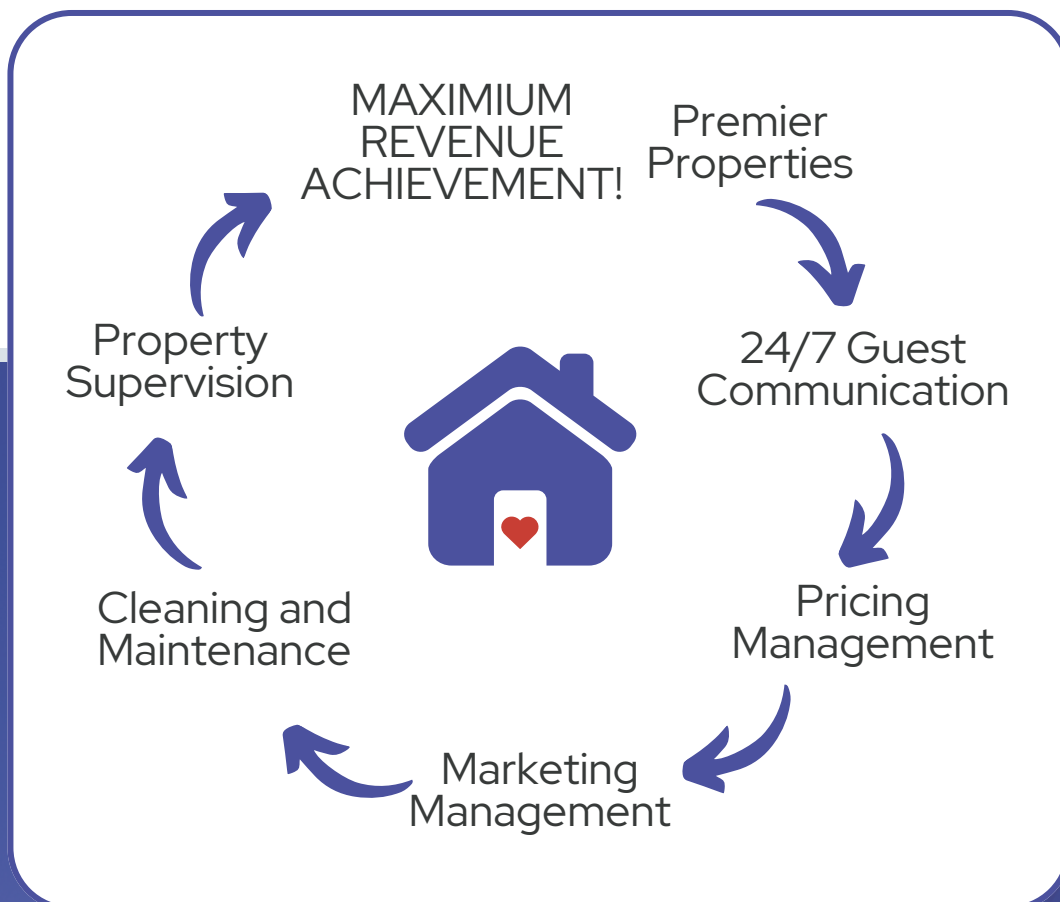 MAXIMIUM
REVENUE
ACHIEVEMENT!
Premier
Properties
24/7 Guest
Communication
Pricing
Management
Marketing
Management
Cleaning and
Maintenance
Property
Supervision